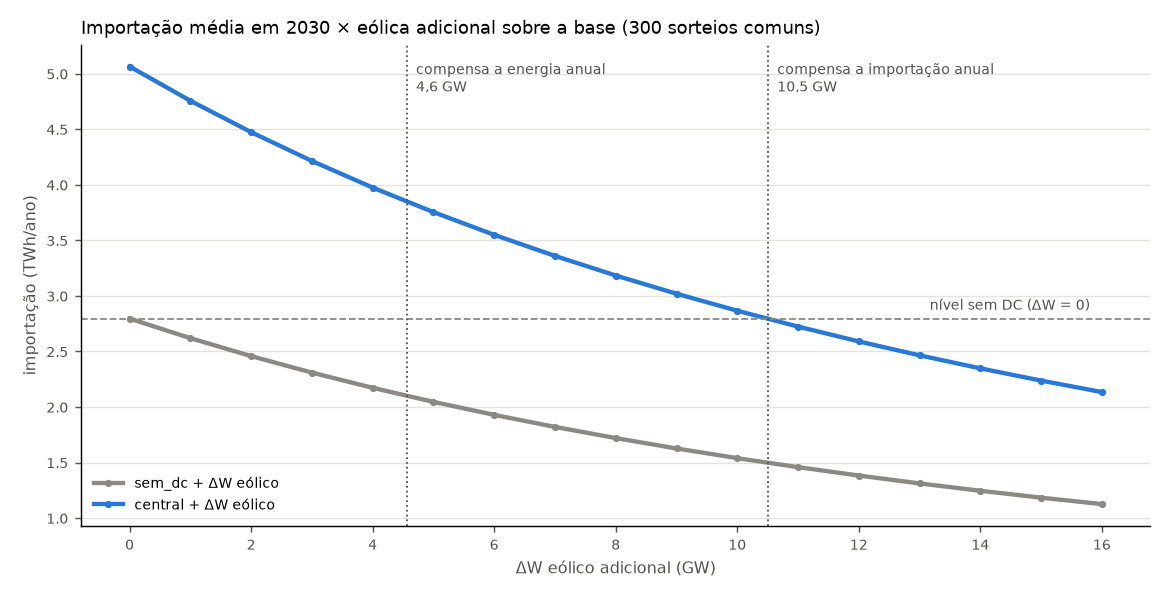 Importação média em 2030 × eólica adicional sobre a base (300 sorteios comuns)
compensa a energia anual
4,6 GW
compensa a importação anual
10,5 GW
nível sem DC (ΔW = 0)
importação (TWh/ano)
5.0
4.5
4.0
3.5
3.0
2.5
2.0
1.5
1.0
sem_dc + ΔW eólico
central + ΔW eólico
0
2
4
6
8
10
12
14
16
ΔW eólico adicional (GW)